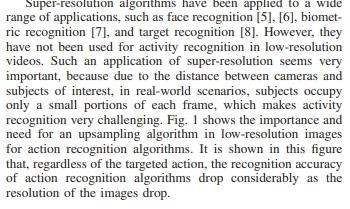 Super-resolution algorithms have been applied to a wide
range of applications, such as face recognition [5], [6], biomet-
ric recognition [7], and target recognition [8]. However, they
have not been used for activity recognition in low-resolution
videos. Such an application of super-resolution seems very
important, because due to the distance between cameras and
subjects of interest, in real-world scenarios, subjects occupy
only a small portions of each frame, which makes activity
recognition very challenging. Fig. 1 shows the importance and
need for an upsampling algorithm in low-resolution images
for action recognition algorithms. It is shown in this figure
that, regardless of the targeted action, the recognition accuracy
of action recognition algorithms drop considerably as the
resolution of the images drop.